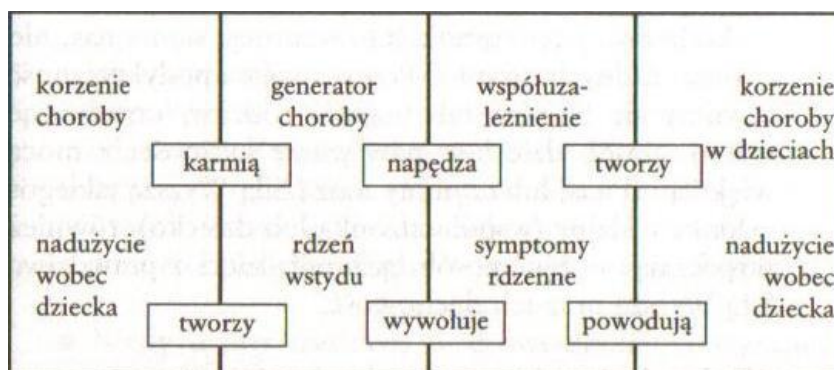 korzenie generator współuza- korzenie
choroby choroby leżnienie choroby
w dzieciach
karmią napędza tworzy
nadużycie rdzeń symptomy nadużycie
wobec wstydu rdzenne wobec
dziecka dziecka
tworzy wywołuje powodują